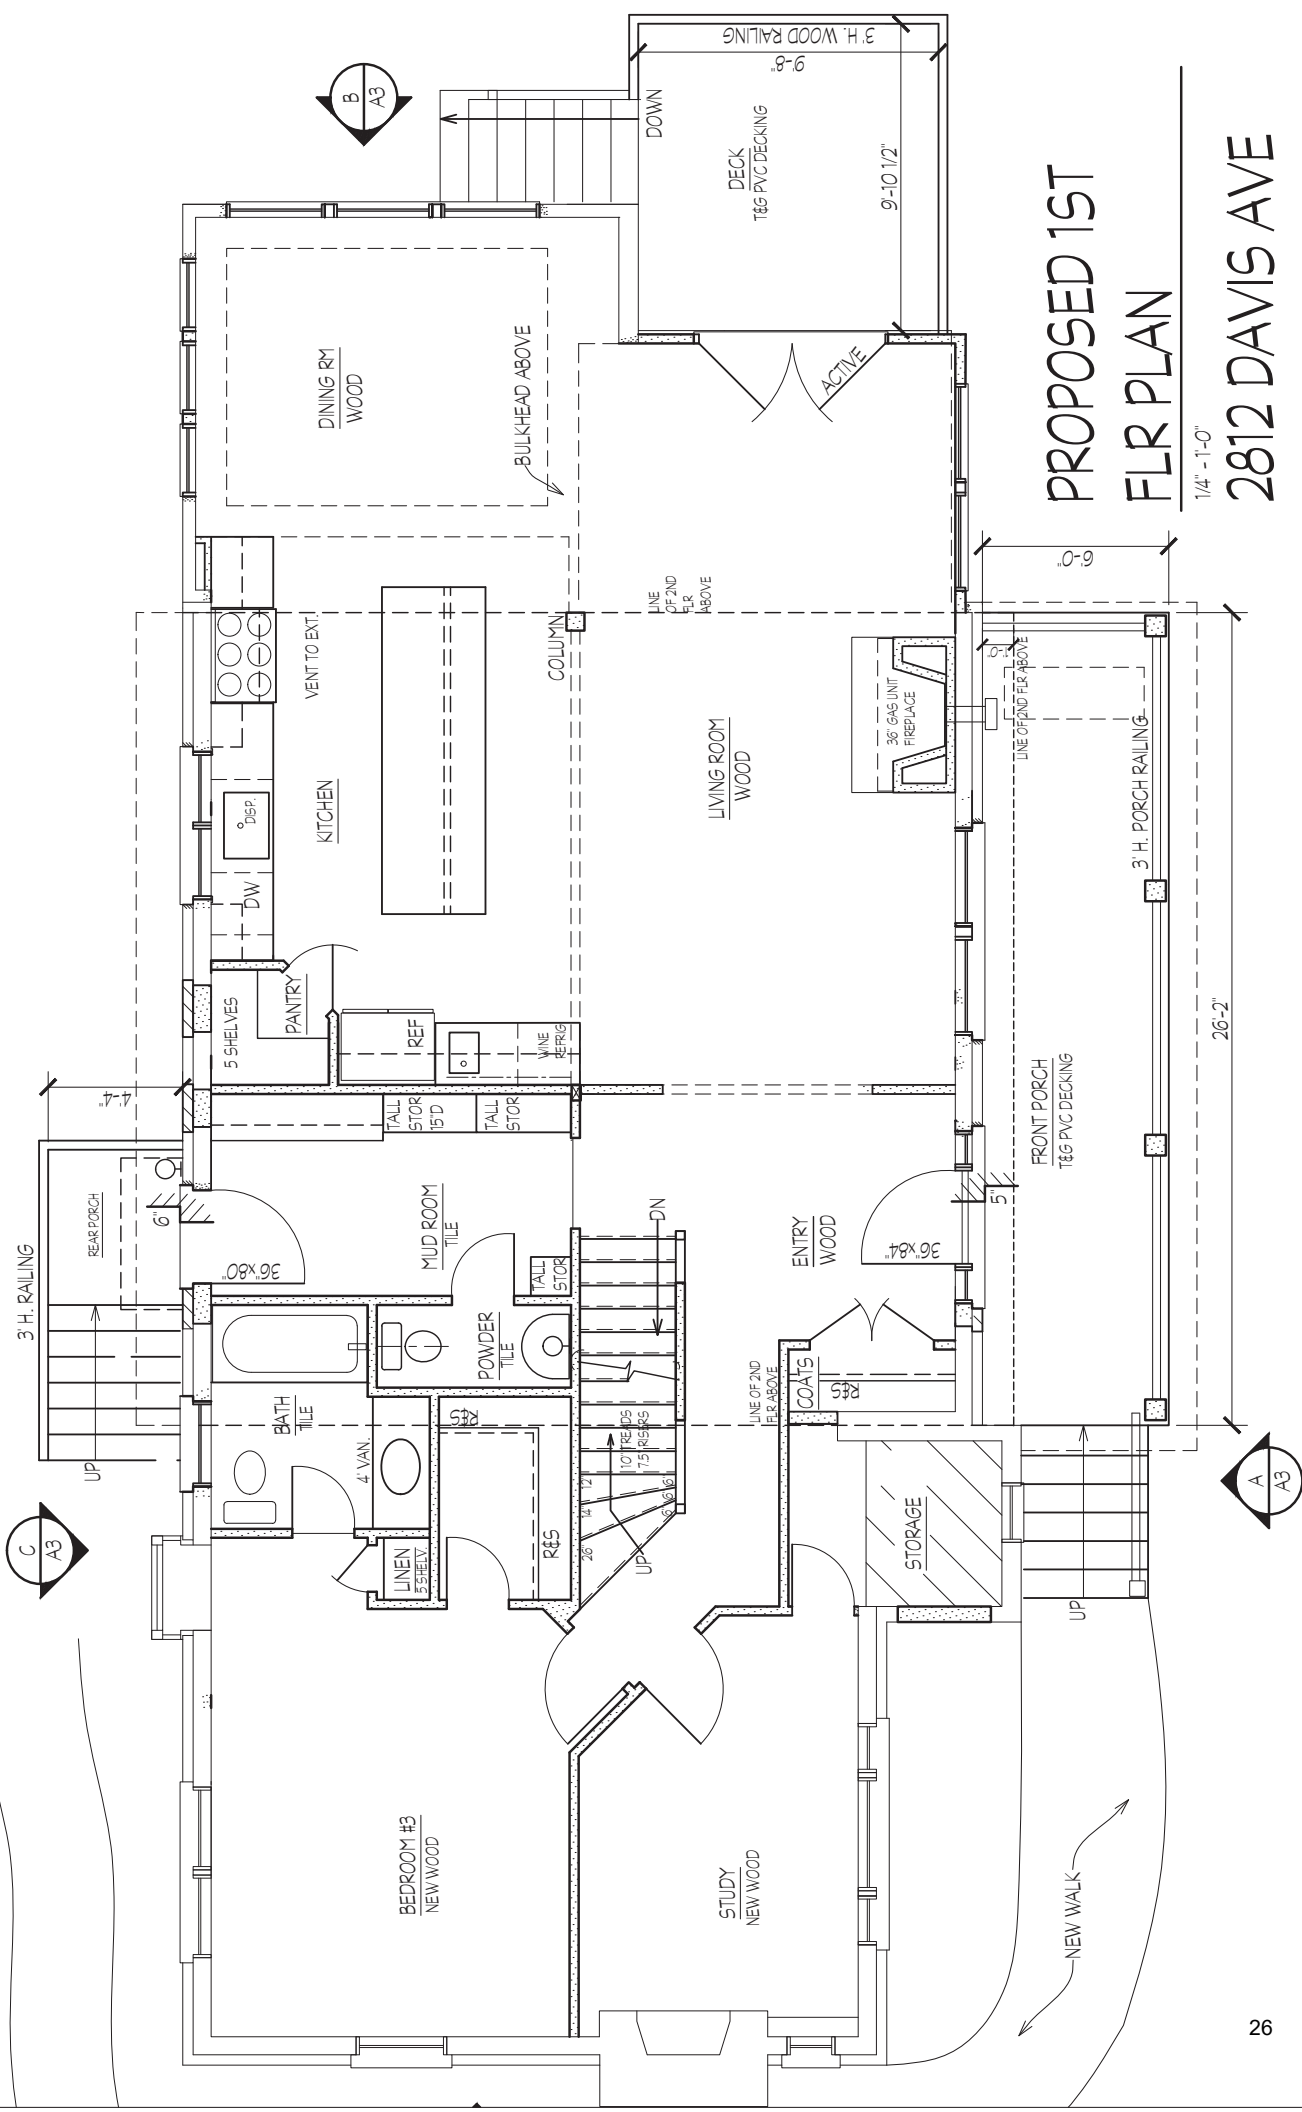 B
A3
3' H. WOOD RAILING
9'-8"
DOWN
DECK
T&G PVC DECKING
9'-10 1/2"
DINING RM
WOOD
BULKHEAD ABOVE
ACTIVE
PROPOSED 1ST
FLR PLAN
1/4" - 1'-0"
2812 DAVIS AVE
VENT TO EXT.
COLUMN
LINE
OF 2ND
FLR
ABOVE
6'-0"
1'-0"
LINE OF 2ND FLR ABOVE
36" GAS UNIT
FIREPLACE
3' H. PORCH RAILING
KITCHEN
DISP.
DW
LIVING ROOM
WOOD
5 SHELVES
PANTRY
REF
WINE
REFRIG
26'-2"
4'-4"
TALL
STOR
15"D
TALL
STOR
FRONT PORCH
T&G PVC DECKING
REAR PORCH
6"
3' H. RAILING
36"x80"
MUD ROOM
TILE
TALL
STOR
DN
ENTRY
WOOD
36"x84"
5"
POWDER
TILE
UP
BATH
TILE
4' VAN.
R&S
10" TREADS
7.5" RISERS
LINE OF 2ND
FLR ABOVE
COATS
R&S
C
A3
LINEN
5 SHELV.
R&S
26"
14"
12"
6"
6"
6"
UP
STORAGE
UP
A
A3
BEDROOM #3
NEW WOOD
STUDY
NEW WOOD
NEW WALK
26